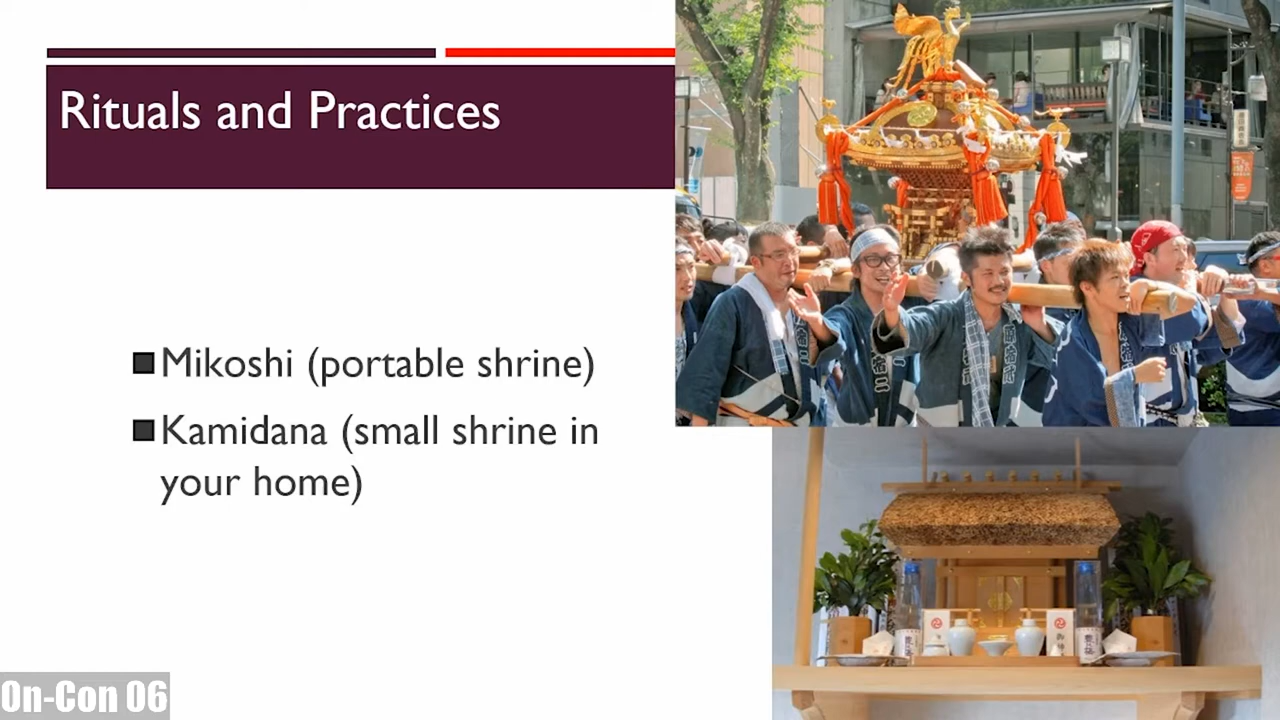 Rituals and Practices
Mikoshi (portable shrine)
Kamidana (small shrine in
your home)
On-Con 06